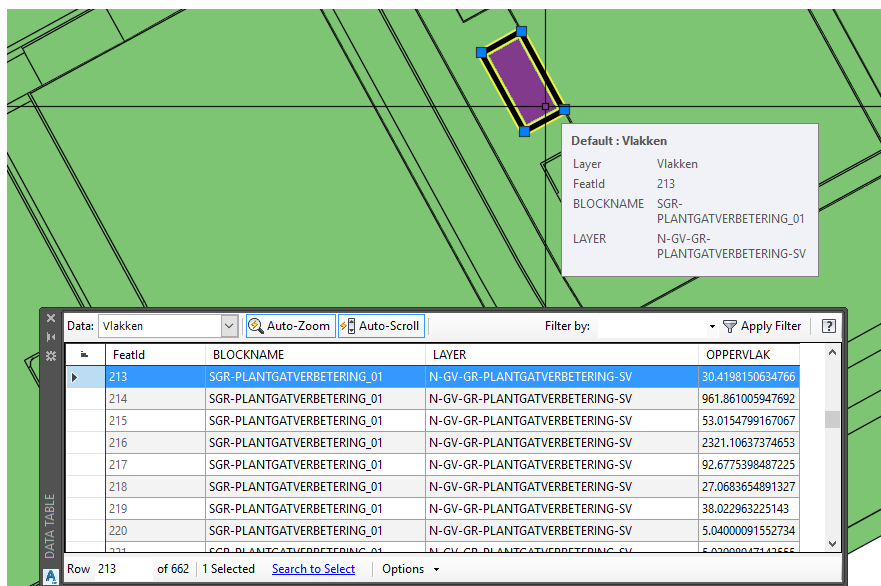 Default : Vlakken
Layer Vlakken
FeatId 213
BLOCKNAME SGR-
PLANTGATVERBETERING_01
LAYER N-GV-GR-
PLANTGATVERBETERING-SV
Data: Vlakken Auto-Zoom Auto-Scroll Filter by: Apply Filter ?
FeatId BLOCKNAME LAYER OPPERVLAK
213 SGR-PLANTGATVERBETERING_01 N-GV-GR-PLANTGATVERBETERING-SV 30.4198150634766
214 SGR-PLANTGATVERBETERING_01 N-GV-GR-PLANTGATVERBETERING-SV 961.861005947692
215 SGR-PLANTGATVERBETERING_01 N-GV-GR-PLANTGATVERBETERING-SV 53.0154799167067
216 SGR-PLANTGATVERBETERING_01 N-GV-GR-PLANTGATVERBETERING-SV 2321.10637374653
217 SGR-PLANTGATVERBETERING_01 N-GV-GR-PLANTGATVERBETERING-SV 92.6775398487225
218 SGR-PLANTGATVERBETERING_01 N-GV-GR-PLANTGATVERBETERING-SV 27.0683654891327
219 SGR-PLANTGATVERBETERING_01 N-GV-GR-PLANTGATVERBETERING-SV 38.022963225143
220 SGR-PLANTGATVERBETERING_01 N-GV-GR-PLANTGATVERBETERING-SV 5.04000091552734
DATA TABLE
Row 213 of 662 1 Selected Search to Select Options